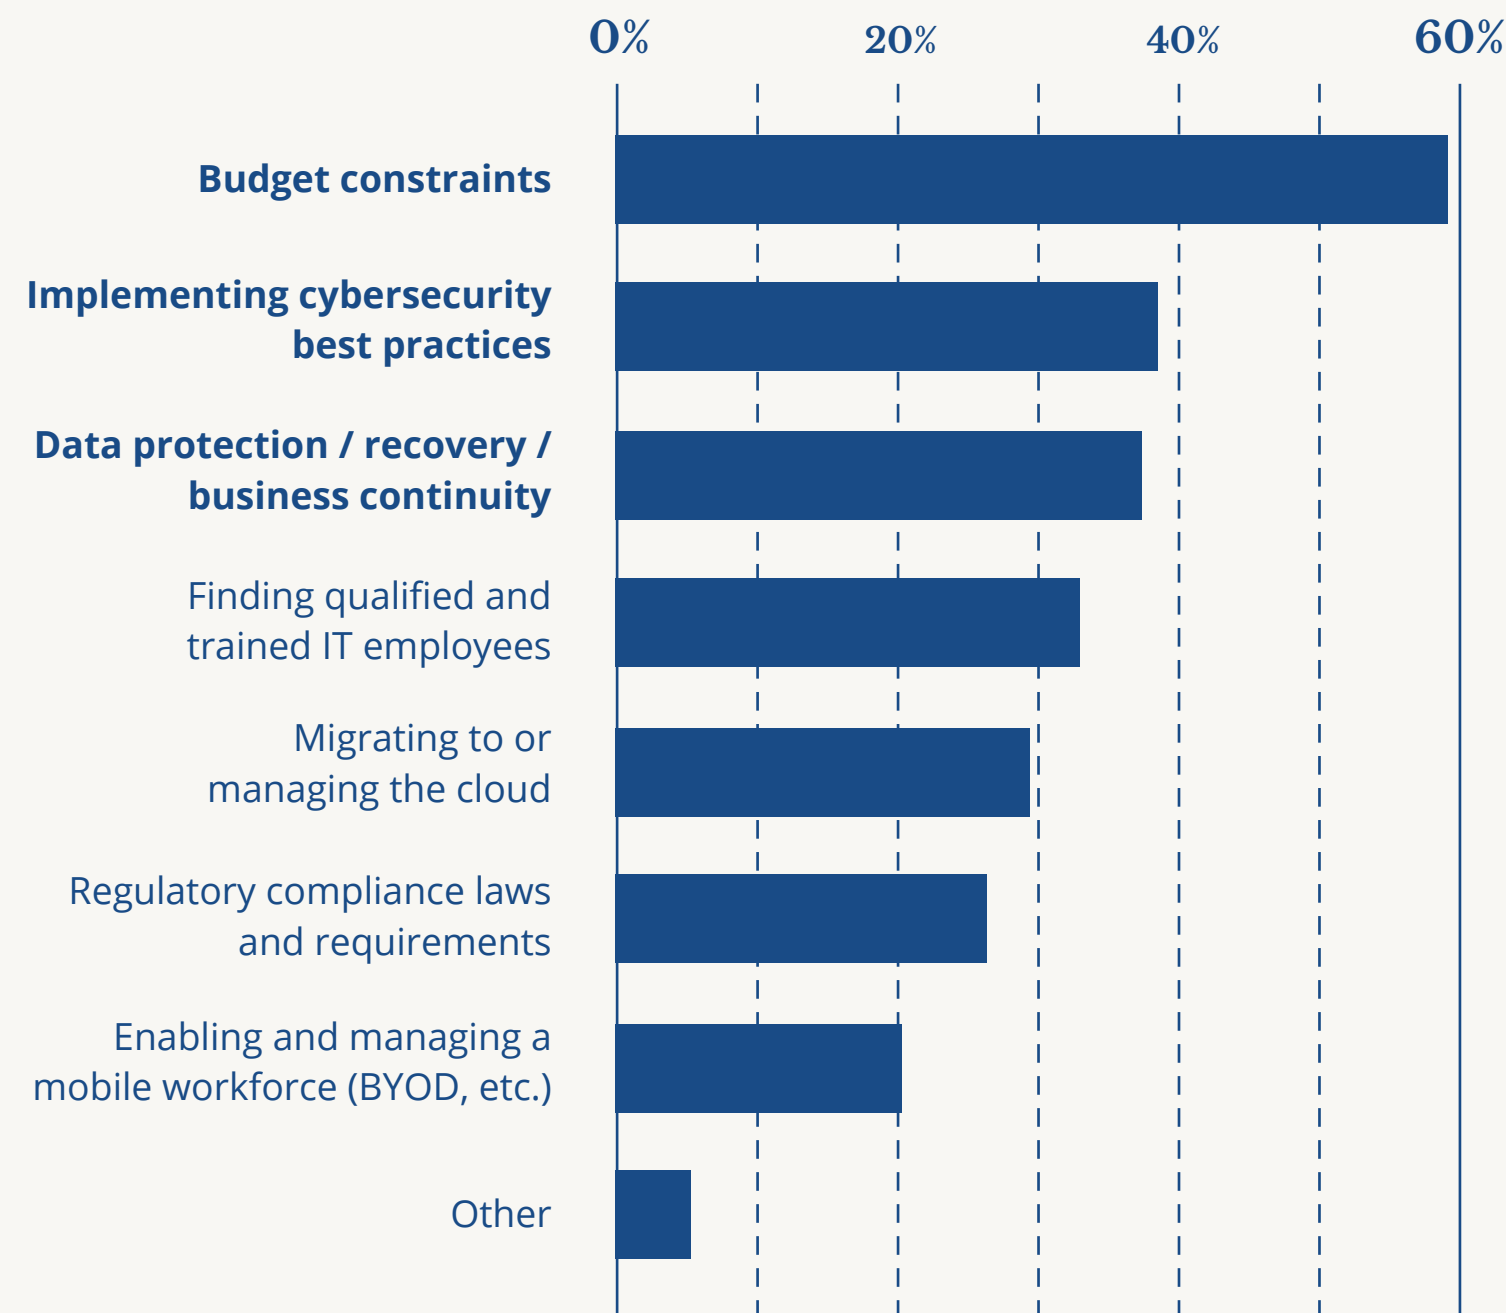 0% 20% 40% 60%
Budget constraints
Implementing cybersecurity
best practices
Data protection / recovery /
business continuity
Finding qualified and
trained IT employees
Migrating to or
managing the cloud
Regulatory compliance laws
and requirements
Enabling and managing a
mobile workforce (BYOD, etc.)
Other